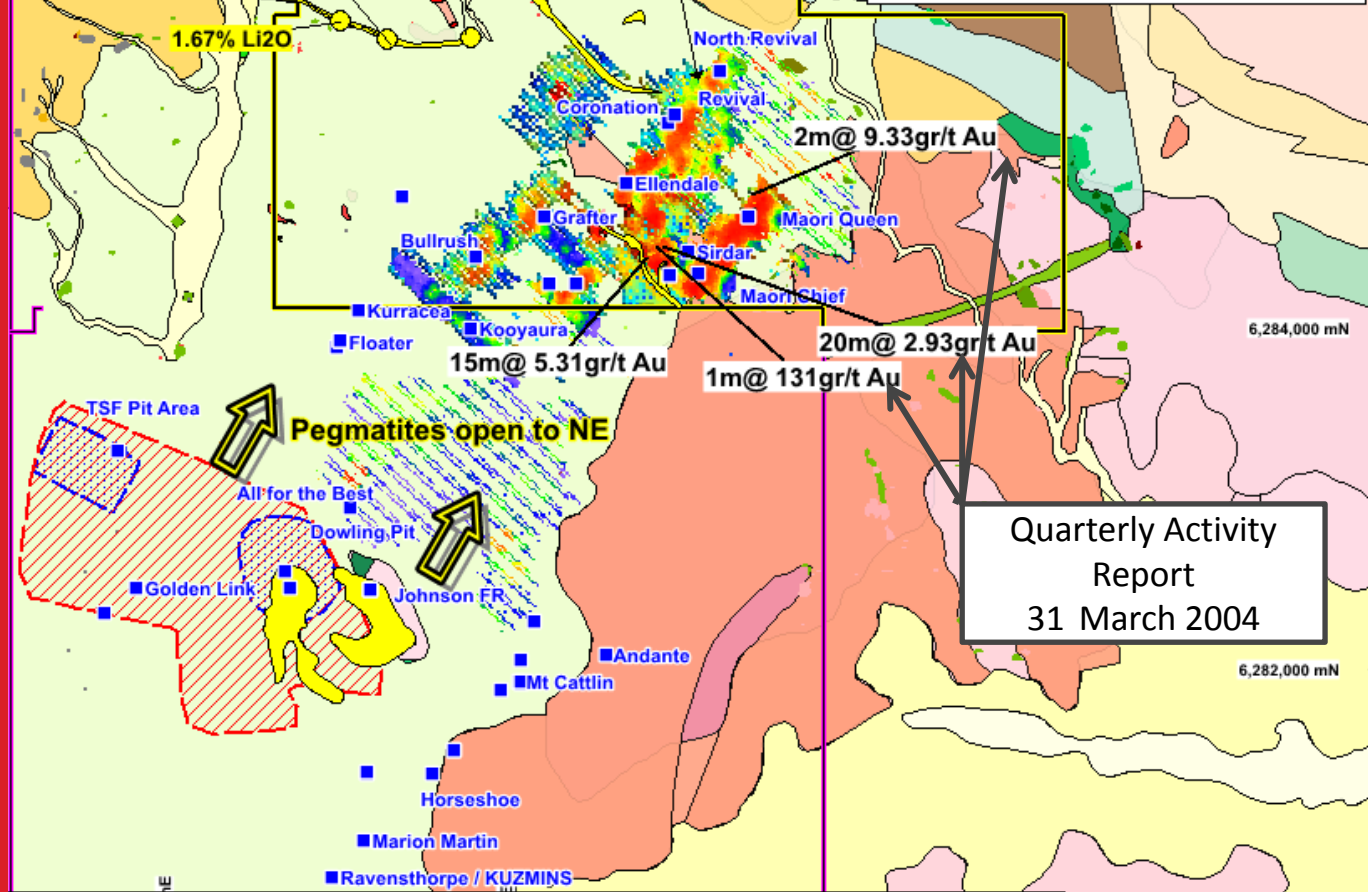 1.67% Li2O
North Revival
Coronation
Revival
2m@ 9.33gr/t Au
Ellendale
Grafter
Maori Queen
Bullrush
Sirdar
Maori Chief
Kurracea
Kooyaura
6,284,000 mN
Floater
20m@ 2.93gr/t Au
15m@ 5.31gr/t Au
1m@ 131gr/t Au
TSF Pit Area
Pegmatites open to NE
All for the Best
Dowling Pit
Quarterly Activity
Report
31 March 2004
Golden Link
Johnson FR
Andante
6,282,000 mN
Mt Cattlin
Horseshoe
Marion Martin
Ravensthorpe / KUZMINS